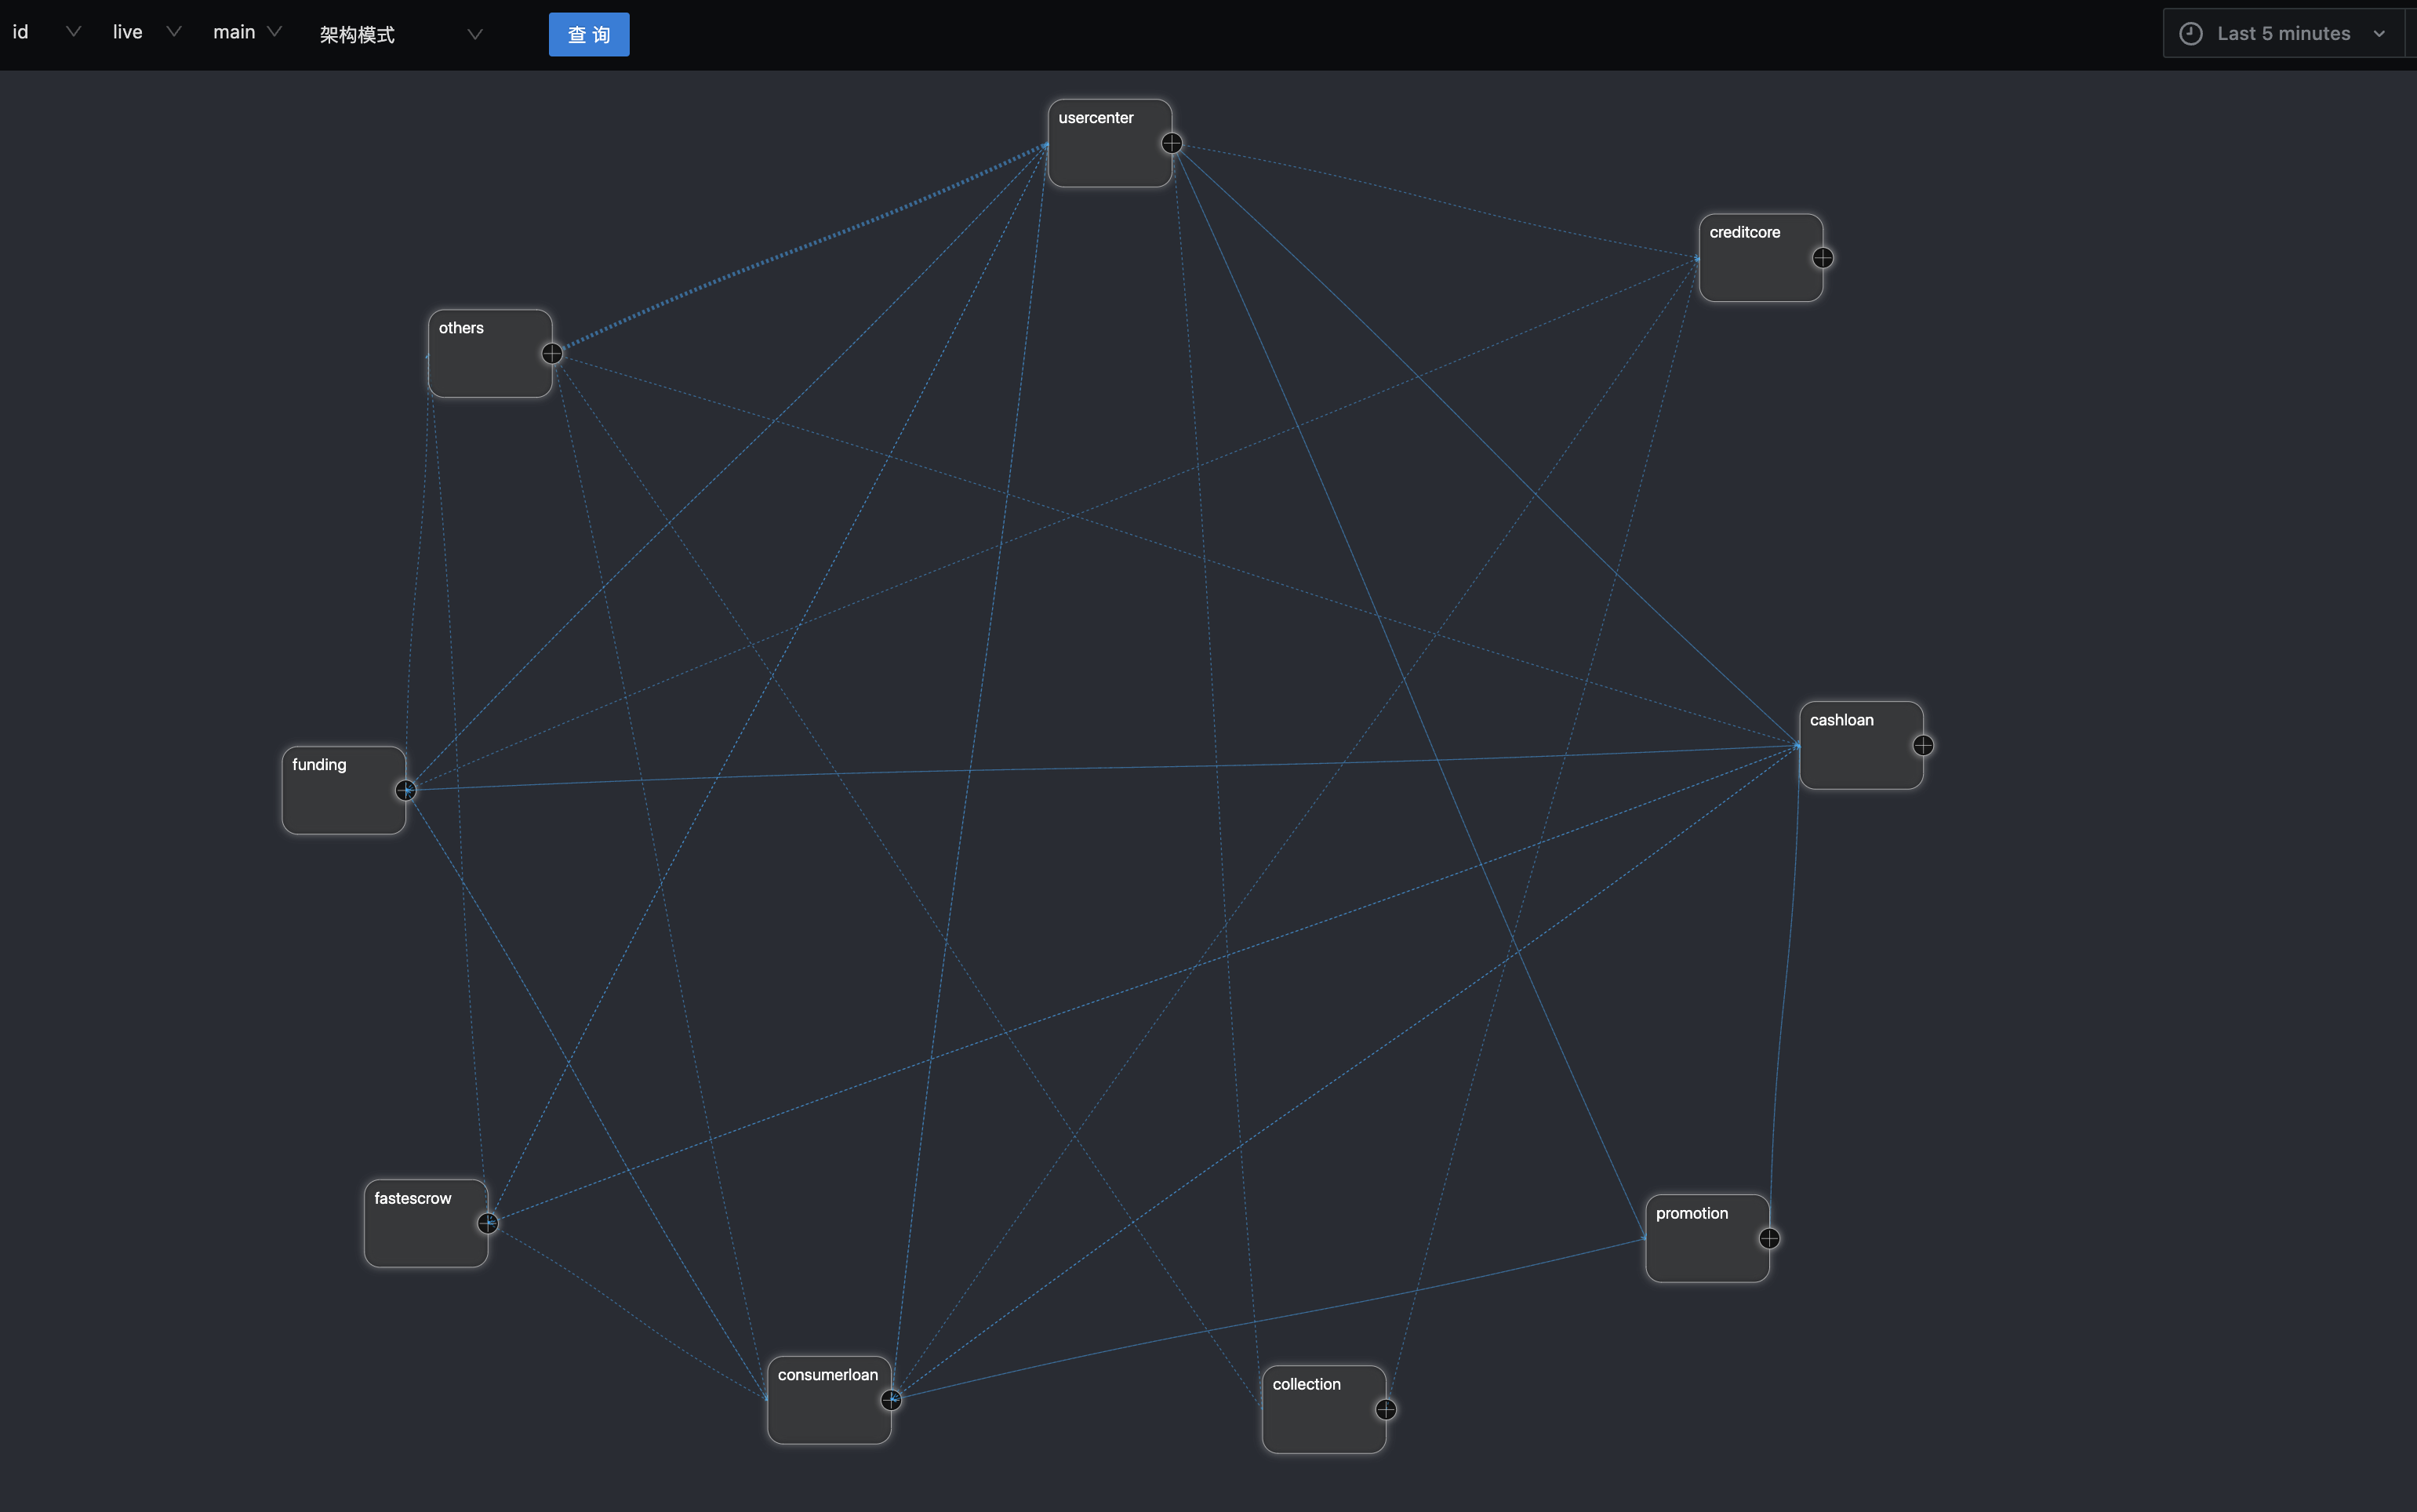 id
live
main
架构模式
查 询
Last 5 minutes
usercenter
creditcore
others
cashloan
funding
fastescrow
promotion
consumerloan
collection